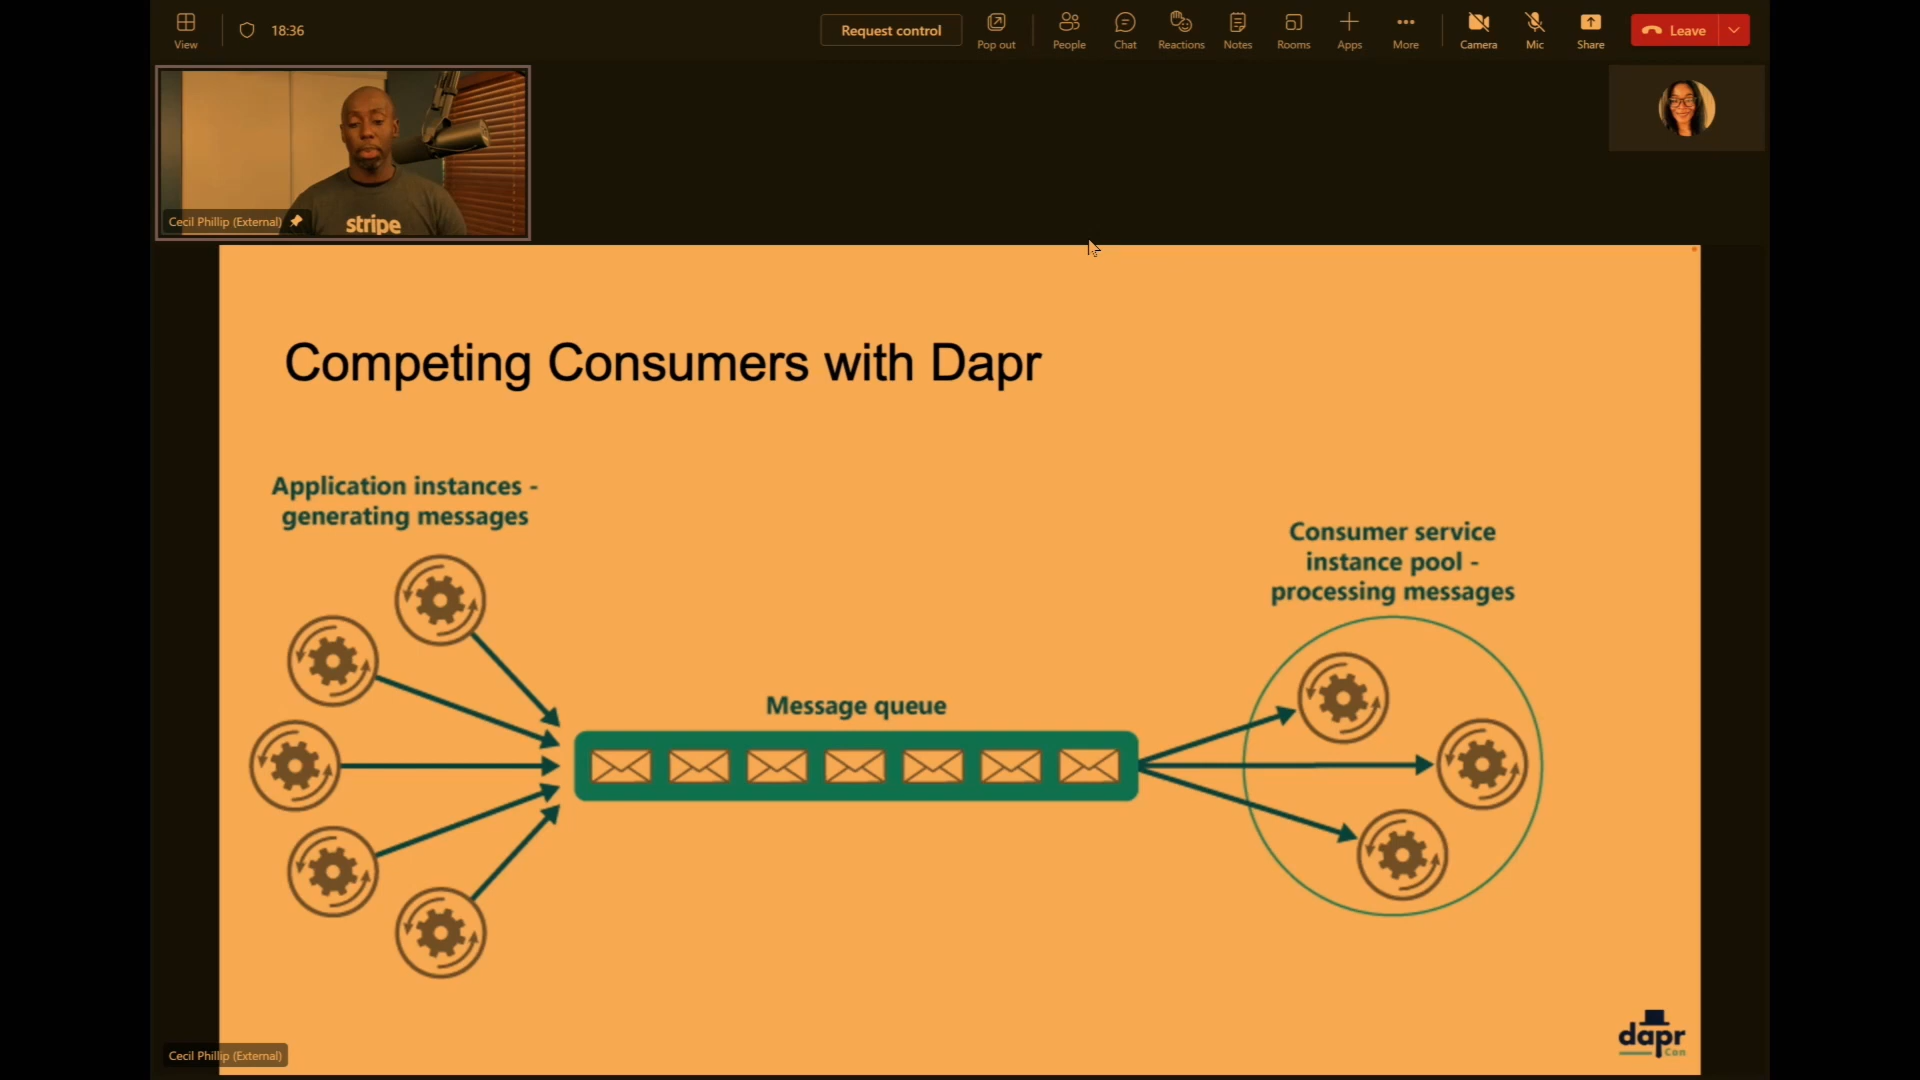 View
18:36
Request control
Pop out
People
Chat
Reactions
Notes
Rooms
Apps
More
Camera
Mic
Share
Leave
stripe
Cecil Phillip (External)
Competing Consumers with Dapr
Application instances -
generating messages
Consumer service
instance pool -
processing messages
Message queue
dapr
Con
Cecil Phillip (External)